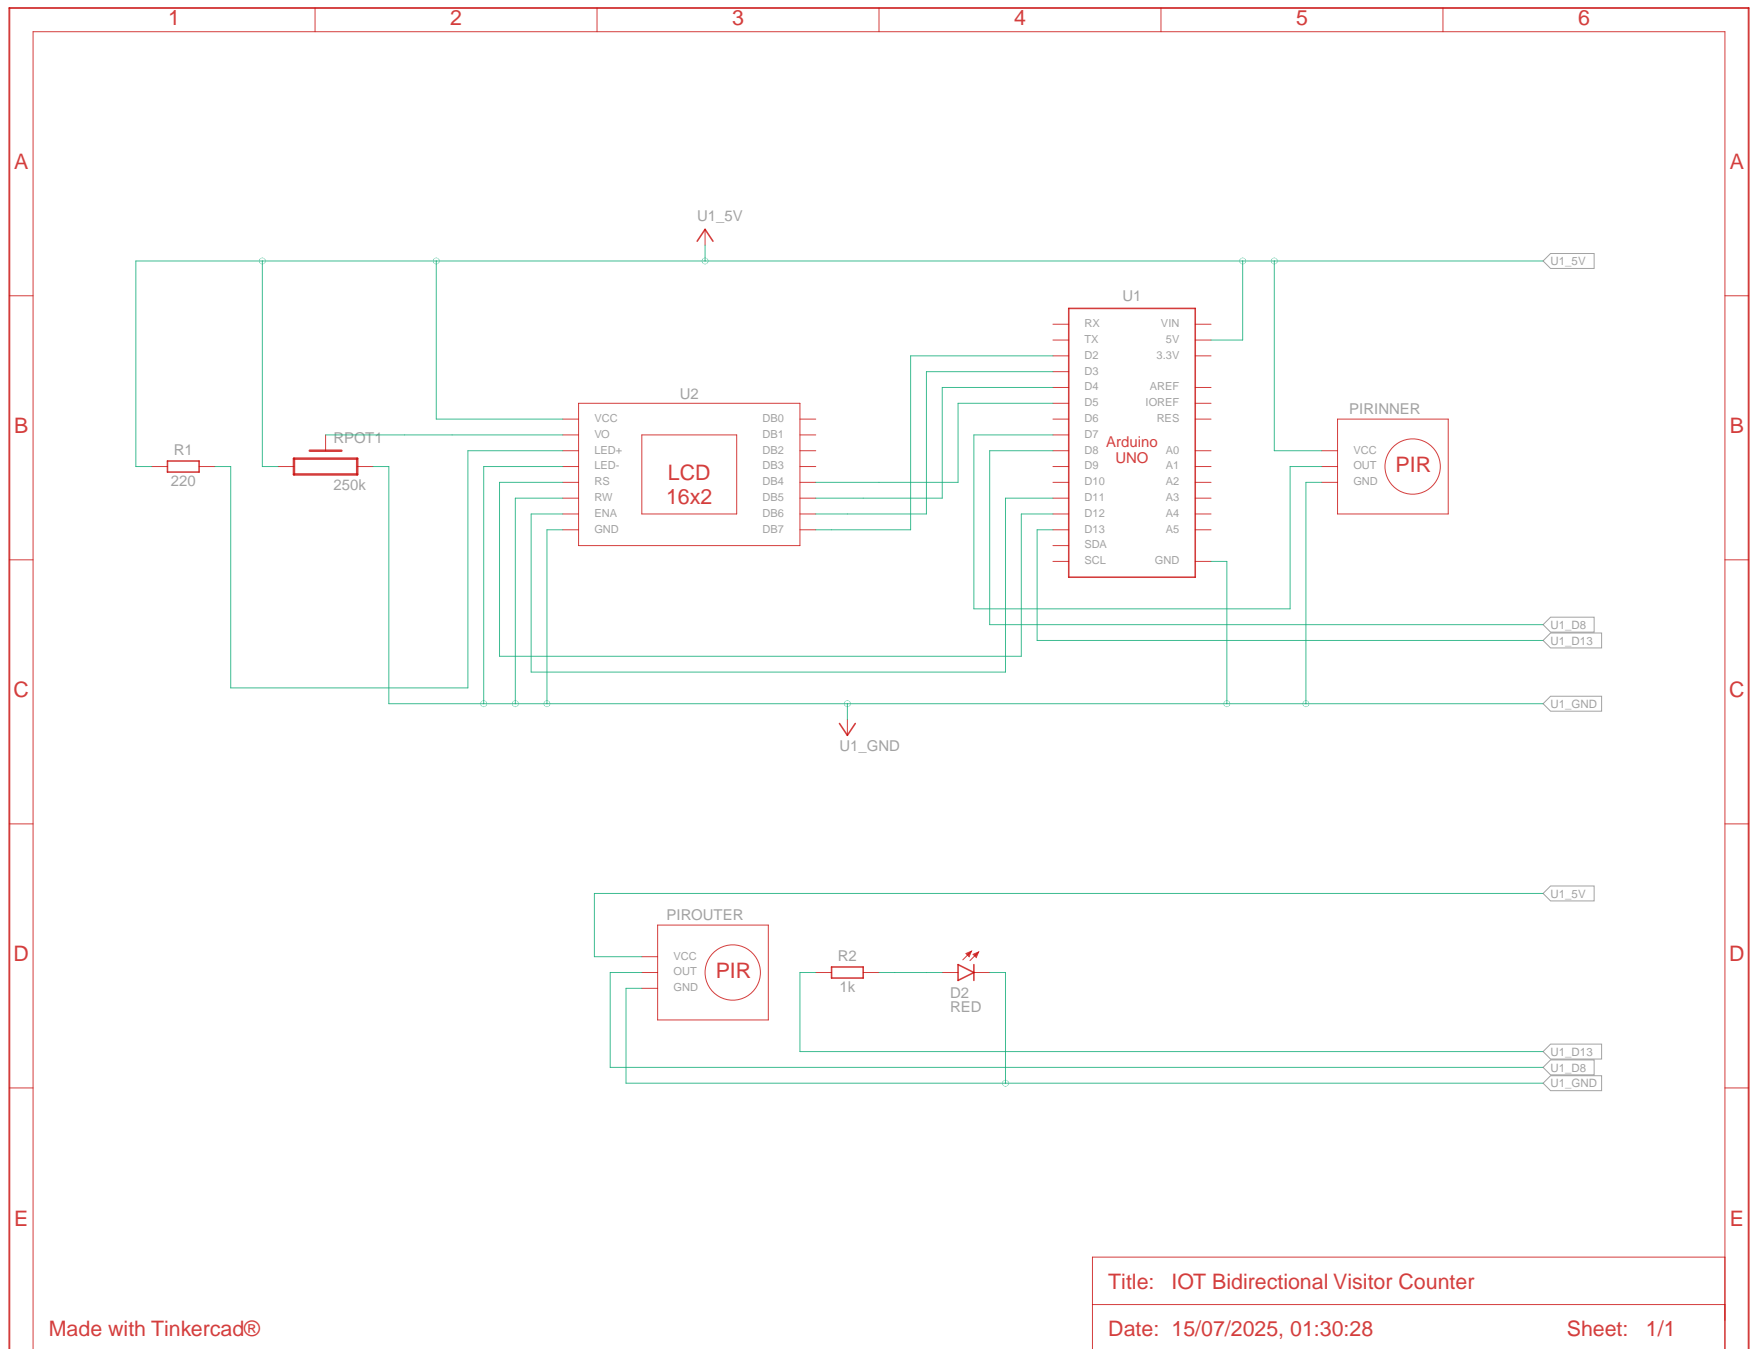 1 2 3 4 5 6
A A
U1_5V
U1_5V
U1
RX VIN
TX 5V
D2 3.3V
D3
D4 AREF
D5 IOREF
D6 RES
D7
D8 A0
D9 A1
D10 A2
D11 A3
D12 A4
D13 A5
SDA
SCL GND
Arduino
UNO
U2
VCC DB0
VO DB1
LED+ DB2
LED- DB3
RS DB4
RW DB5
ENA DB6
GND DB7
LCD
16x2
B B
PIRINNER
VCC
OUT
GND
PIR
R1
220
RPOT1
250k
U1_D8
U1_D13
C C
U1_GND
U1_GND
U1_5V
PIROUTER
VCC
OUT
GND
PIR
D D
R2
1k
D2
RED
U1_D13
U1_D8
U1_GND
E E
Title: IOT Bidirectional Visitor Counter
Made with Tinkercad®
Date: 15/07/2025, 01:30:28 Sheet: 1/1